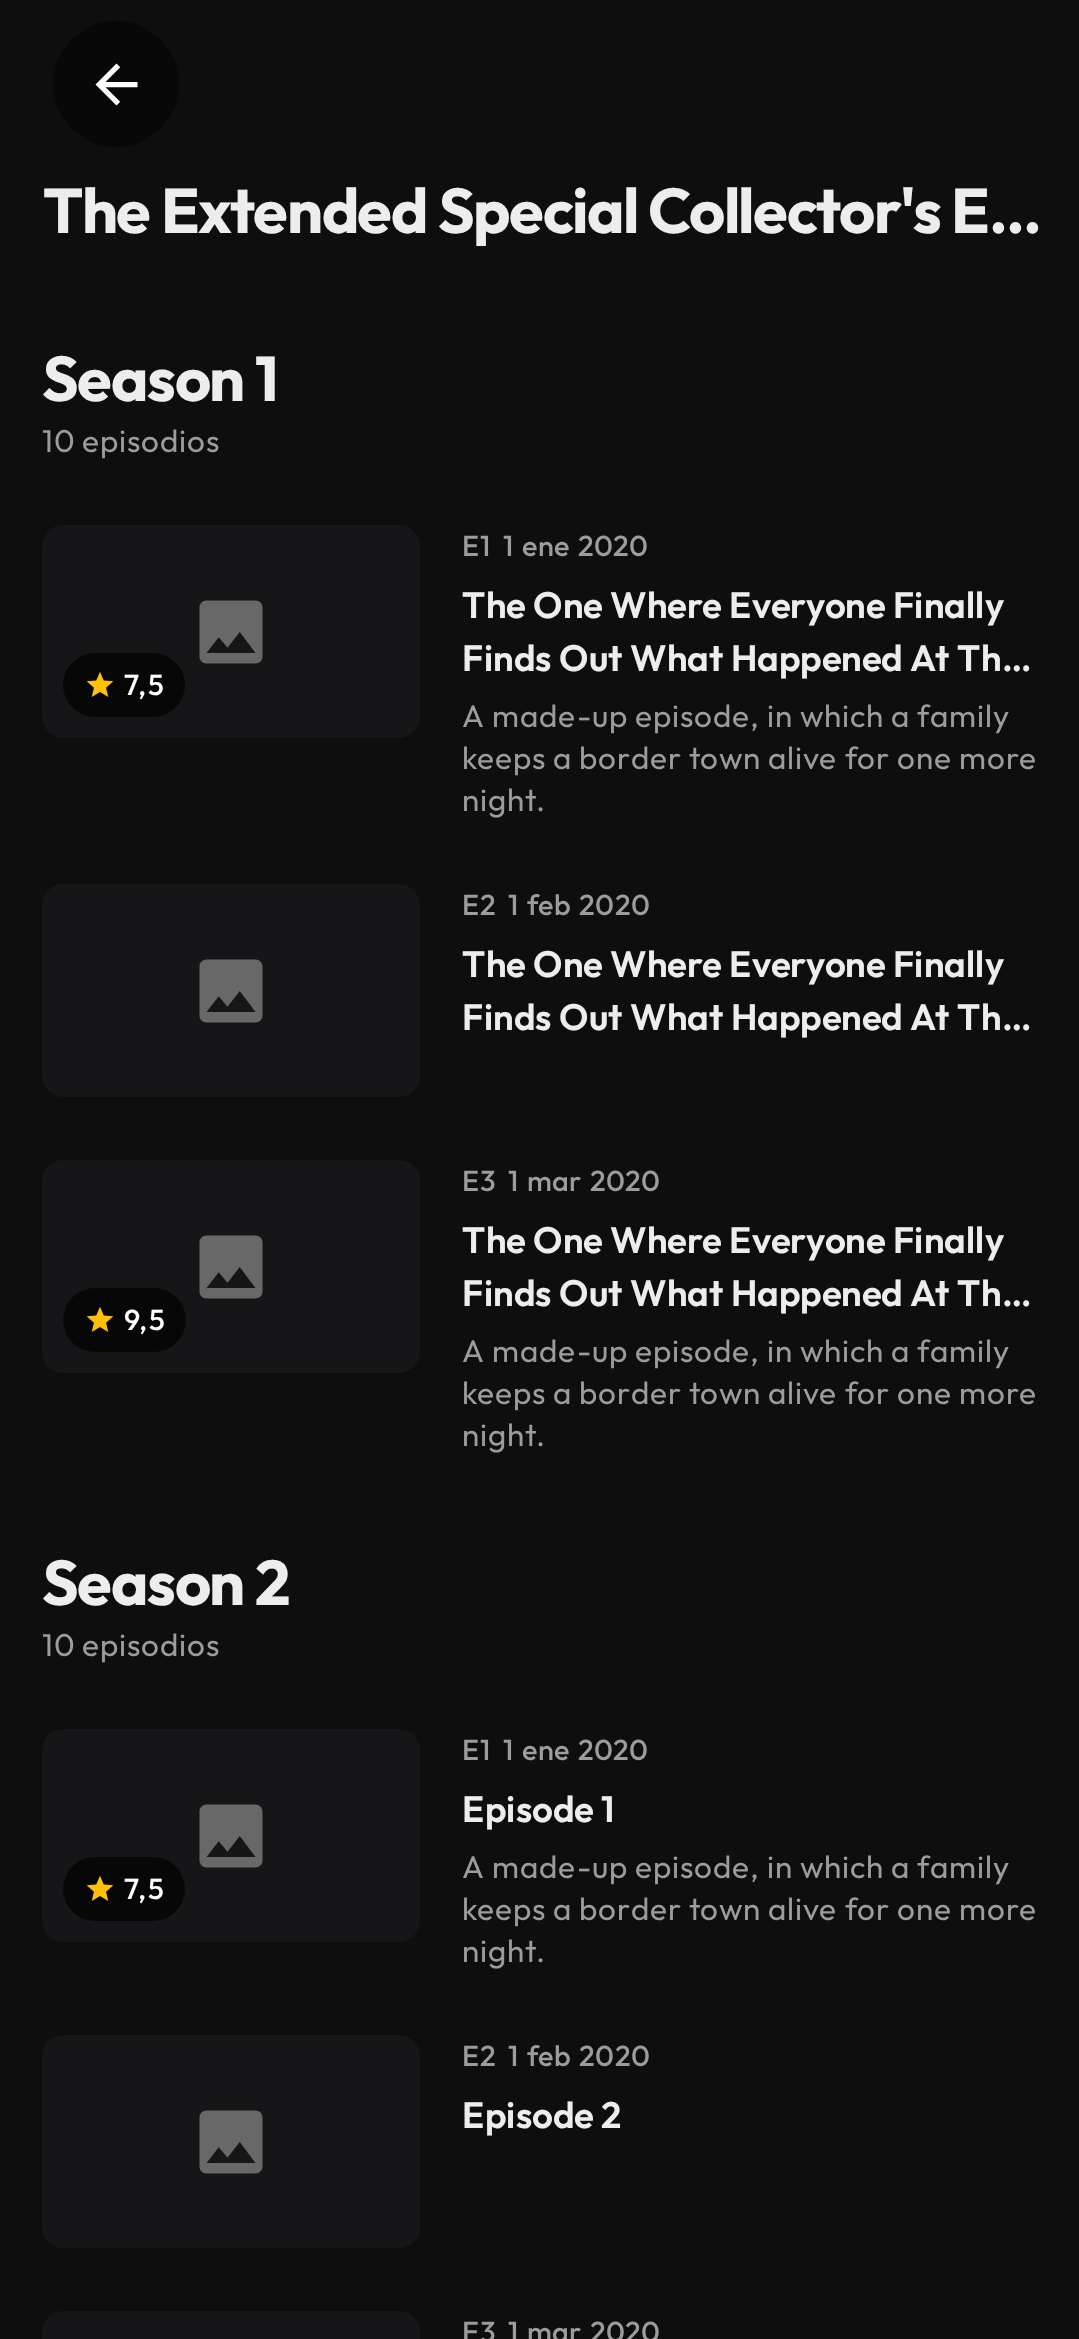 The Extended Special Collector's E...
Season 1
10 episodios
E1 1 ene 2020
The One Where Everyone Finally
Finds Out What Happened At Th...
7,5
A made-up episode, in which a family
keeps a border town alive for one more
night.
E2 1 feb 2020
The One Where Everyone Finally
Finds Out What Happened At Th...
E3 1 mar 2020
The One Where Everyone Finally
Finds Out What Happened At Th...
9,5
A made-up episode, in which a family
keeps a border town alive for one more
night.
Season 2
10 episodios
E1 1 ene 2020
Episode 1
7,5
A made-up episode, in which a family
keeps a border town alive for one more
night.
E2 1 feb 2020
Episode 2
E3 1 mar 2020